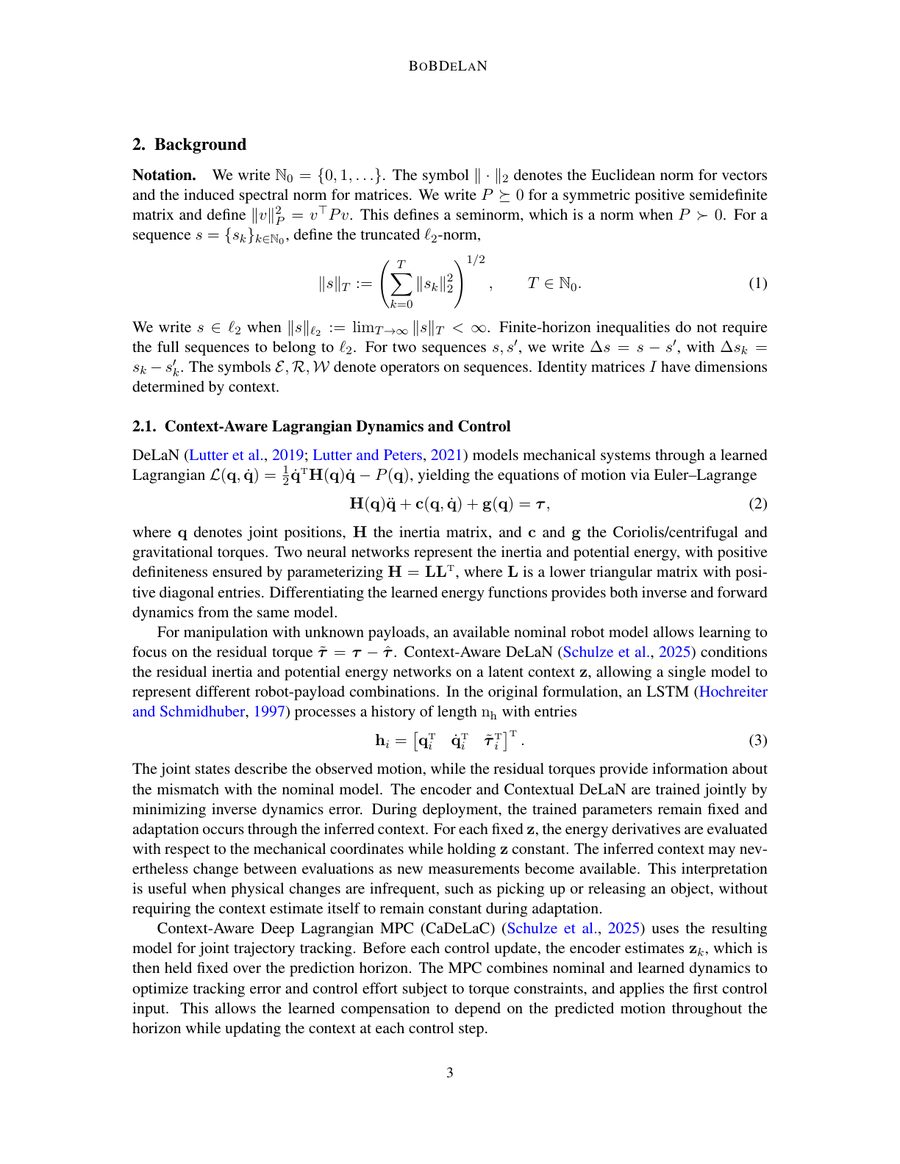 BOBDELAN
2. Background
Notation. We write ℕ₀ = {0, 1, . . .}. The symbol ‖ · ‖₂ denotes the Euclidean norm for vectors
and the induced spectral norm for matrices. We write P ⪰ 0 for a symmetric positive semidefinite
matrix and define ‖v‖²_P = v^⊤Pv. This defines a seminorm, which is a norm when P ≻ 0. For a
sequence s = {s_k}_{k∈ℕ₀}, define the truncated ℓ₂-norm,
‖s‖_T := ( ∑_{k=0}^{T} ‖s_k‖²₂ )^{1/2} , T ∈ ℕ₀. (1)
We write s ∈ ℓ₂ when ‖s‖_{ℓ₂} := lim_{T→∞} ‖s‖_T < ∞. Finite-horizon inequalities do not require
the full sequences to belong to ℓ₂. For two sequences s, s′, we write Δs = s − s′, with Δs_k =
s_k − s′_k. The symbols ℰ, ℛ, 𝒲 denote operators on sequences. Identity matrices I have dimensions
determined by context.
2.1. Context-Aware Lagrangian Dynamics and Control
DeLaN (Lutter et al., 2019; Lutter and Peters, 2021) models mechanical systems through a learned
Lagrangian ℒ(q, q̇) = ½q̇ᵀH(q)q̇ − P(q), yielding the equations of motion via Euler–Lagrange
H(q)q̈ + c(q, q̇) + g(q) = τ, (2)
where q denotes joint positions, H the inertia matrix, and c and g the Coriolis/centrifugal and
gravitational torques. Two neural networks represent the inertia and potential energy, with positive
definiteness ensured by parameterizing H = LLᵀ, where L is a lower triangular matrix with posi-
tive diagonal entries. Differentiating the learned energy functions provides both inverse and forward
dynamics from the same model.
For manipulation with unknown payloads, an available nominal robot model allows learning to
focus on the residual torque τ̃ = τ − τ̂. Context-Aware DeLaN (Schulze et al., 2025) conditions
the residual inertia and potential energy networks on a latent context z, allowing a single model to
represent different robot-payload combinations. In the original formulation, an LSTM (Hochreiter
and Schmidhuber, 1997) processes a history of length n_h with entries
h_i = [q_iᵀ q̇_iᵀ τ̃_iᵀ]ᵀ . (3)
The joint states describe the observed motion, while the residual torques provide information about
the mismatch with the nominal model. The encoder and Contextual DeLaN are trained jointly by
minimizing inverse dynamics error. During deployment, the trained parameters remain fixed and
adaptation occurs through the inferred context. For each fixed z, the energy derivatives are evaluated
with respect to the mechanical coordinates while holding z constant. The inferred context may nev-
ertheless change between evaluations as new measurements become available. This interpretation
is useful when physical changes are infrequent, such as picking up or releasing an object, without
requiring the context estimate itself to remain constant during adaptation.
Context-Aware Deep Lagrangian MPC (CaDeLaC) (Schulze et al., 2025) uses the resulting
model for joint trajectory tracking. Before each control update, the encoder estimates z_k, which is
then held fixed over the prediction horizon. The MPC combines nominal and learned dynamics to
optimize tracking error and control effort subject to torque constraints, and applies the first control
input. This allows the learned compensation to depend on the predicted motion throughout the
horizon while updating the context at each control step.
3